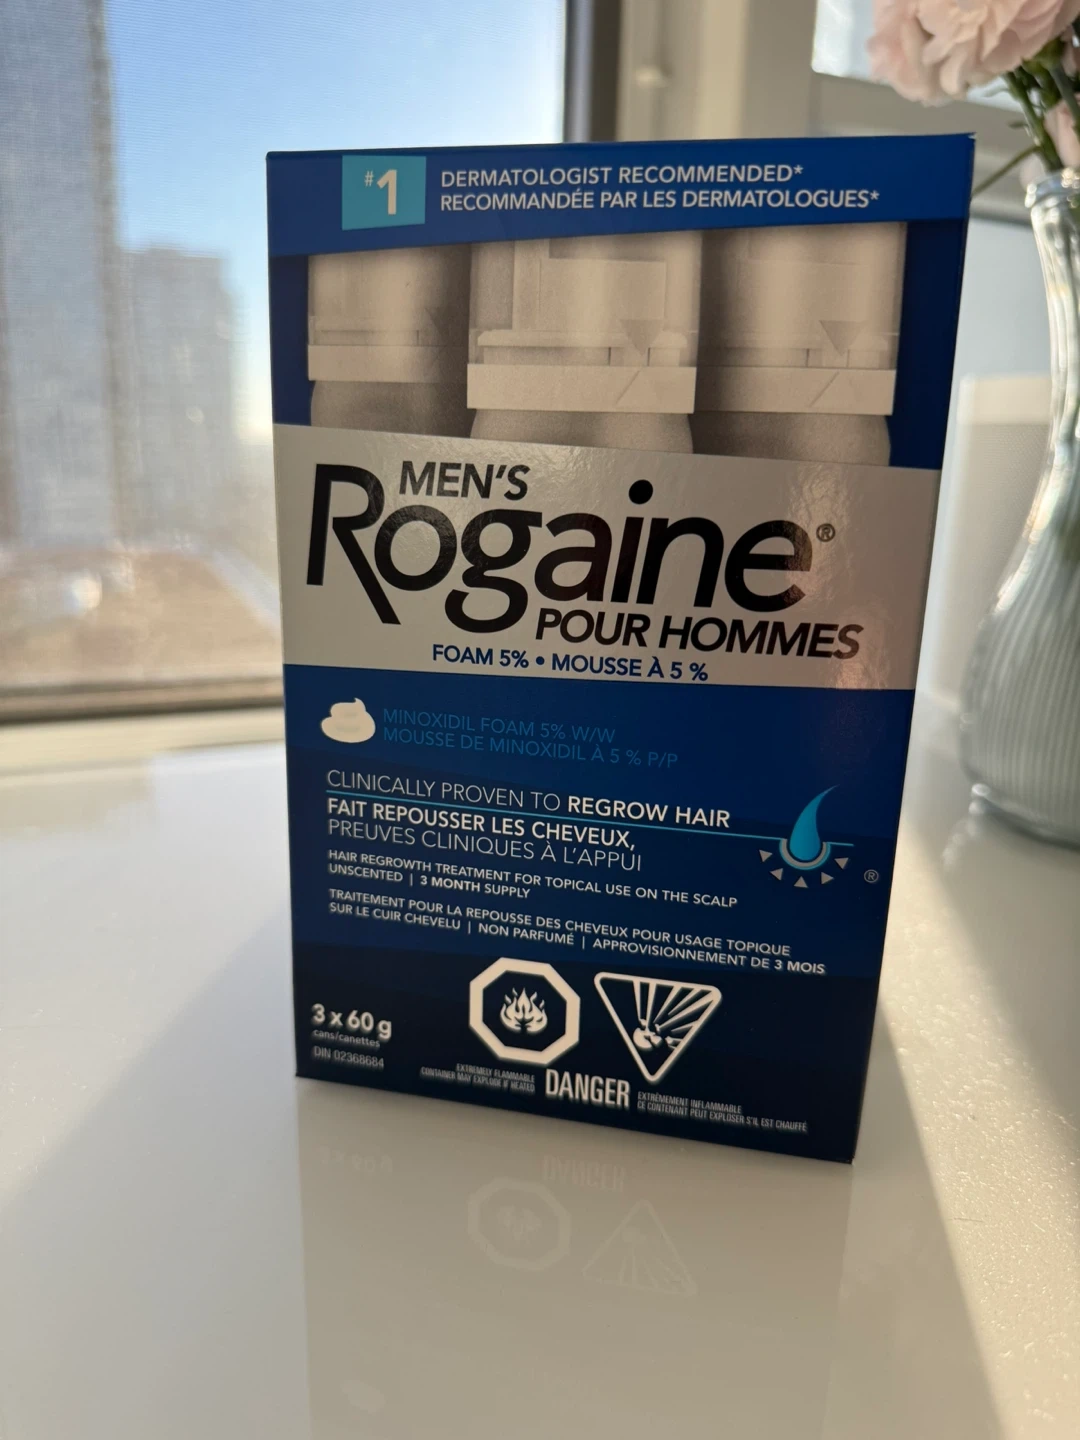 #1
DERMATOLOGIST RECOMMENDED*
RECOMMANDÉE PAR LES DERMATOLOGUES*
MEN'S
Rogaine®
POUR HOMMES
FOAM 5% • MOUSSE À 5 %
MINOXIDIL FOAM 5% W/W
MOUSSE DE MINOXIDIL À 5 % P/P
CLINICALLY PROVEN TO REGROW HAIR
FAIT REPOUSSER LES CHEVEUX,
PREUVES CLINIQUES À L'APPUI
®
HAIR REGROWTH TREATMENT FOR TOPICAL USE ON THE SCALP
UNSCENTED | 3 MONTH SUPPLY
TRAITEMENT POUR LA REPOUSSE DES CHEVEUX POUR USAGE TOPIQUE
SUR LE CUIR CHEVELU | NON PARFUMÉ | APPROVISIONNEMENT DE 3 MOIS
3 x 60 g
cans/canettes
DIN 02368684
EXTREMELY FLAMMABLE
CONTAINER MAY EXPLODE IF HEATED
DANGER
EXTRÊMEMENT INFLAMMABLE
CE CONTENANT PEUT EXPLOSER S'IL EST CHAUFFÉ